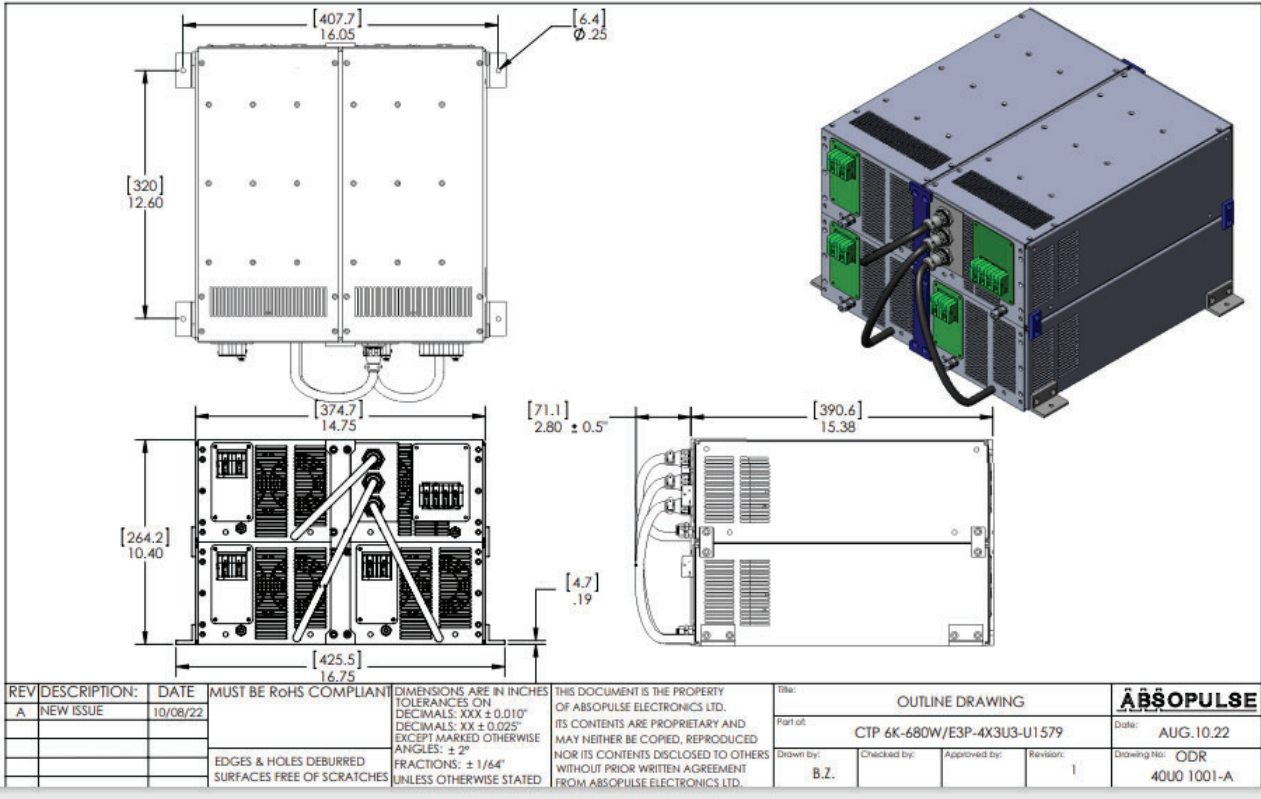 [407.7]
16.05
[6.4]
Ø.25
[320]
12.60
[374.7]
14.75
[71.1]
2.80 ± 0.5"
[390.6]
15.38
[264.2]
10.40
[4.7]
.19
[425.5]
16.75
REV DESCRIPTION: DATE
A NEW ISSUE 10/08/22
MUST BE RoHS COMPLIANT
EDGES & HOLES DEBURRED
SURFACES FREE OF SCRATCHES
DIMENSIONS ARE IN INCHES
TOLERANCES ON
DECIMALS: XXX ± 0.010"
DECIMALS: XX ± 0.025"
EXCEPT MARKED OTHERWISE
ANGLES: ± 2°
FRACTIONS: ± 1/64"
UNLESS OTHERWISE STATED
THIS DOCUMENT IS THE PROPERTY
OF ABSOPULSE ELECTRONICS LTD.
ITS CONTENTS ARE PROPRIETARY AND
MAY NEITHER BE COPIED, REPRODUCED
NOR ITS CONTENTS DISCLOSED TO OTHERS
WITHOUT PRIOR WRITTEN AGREEMENT
FROM ABSOPULSE ELECTRONICS LTD.
Title:
OUTLINE DRAWING
Part of:
CTP 6K-680W/E3P-4X3U3-U1579
Drawn by:
B.Z.
Checked by:
Approved by:
Revision:
1
ABSOPULSE
Date:
AUG.10.22
Drawing No: ODR
40U0 1001-A